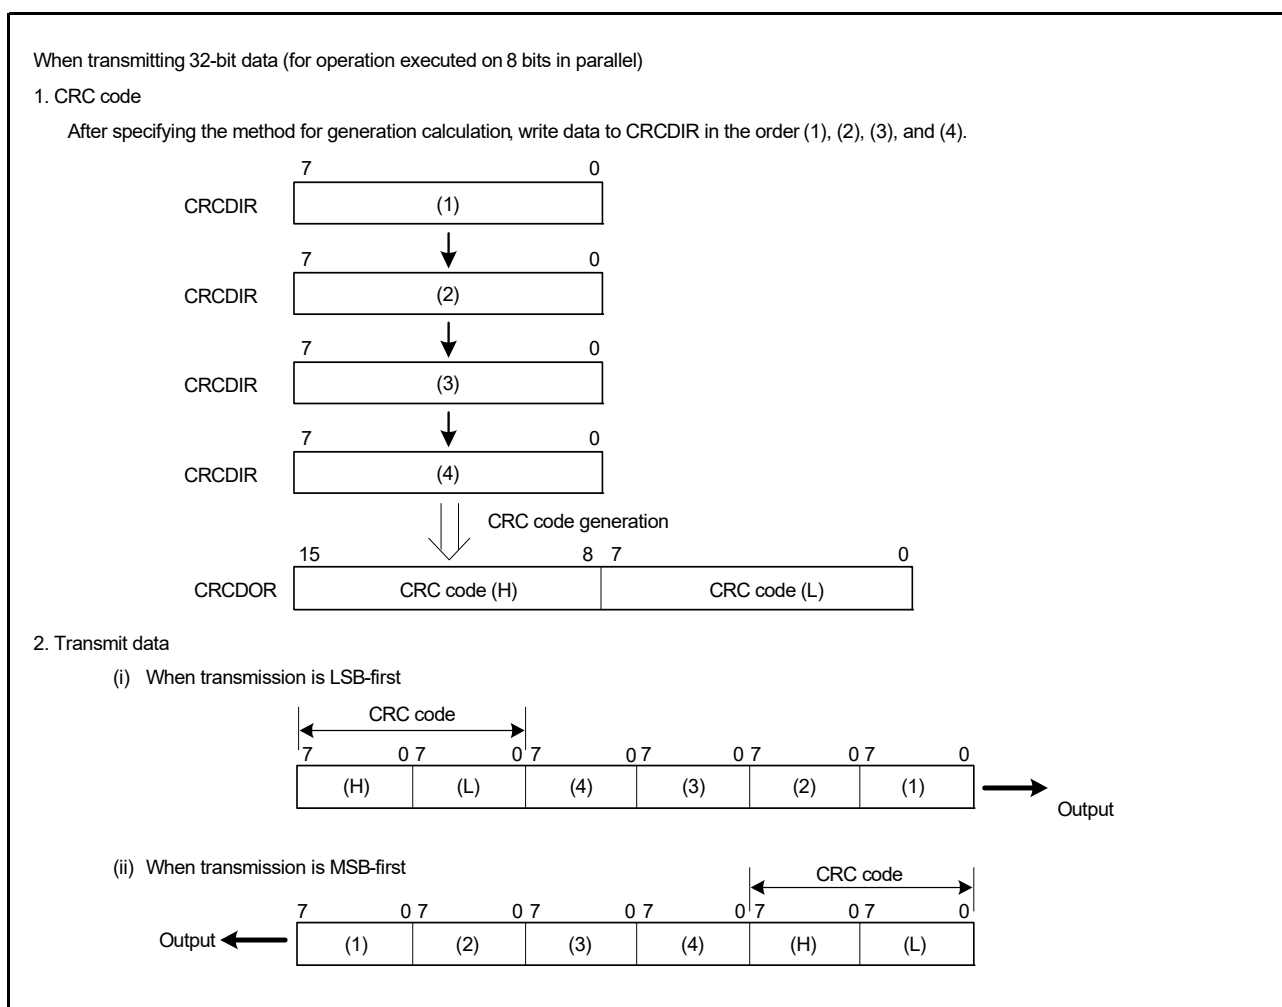 When transmitting 32-bit data (for operation executed on 8 bits in parallel)
1. CRC code
After specifying the method for generation calculation, write data to CRCDIR in the order (1), (2), (3), and (4).
7 0
CRCDIR (1)
7 0
CRCDIR (2)
7 0
CRCDIR (3)
7 0
CRCDIR (4)
CRC code generation
15 8 7 0
CRCDOR CRC code (H) CRC code (L)
2. Transmit data
(i) When transmission is LSB-first
CRC code
7 0 7 0 7 0 7 0 7 0 7 0
(H) (L) (4) (3) (2) (1)
Output
(ii) When transmission is MSB-first
CRC code
7 0 7 0 7 0 7 0 7 0 7 0
Output (1) (2) (3) (4) (H) (L)